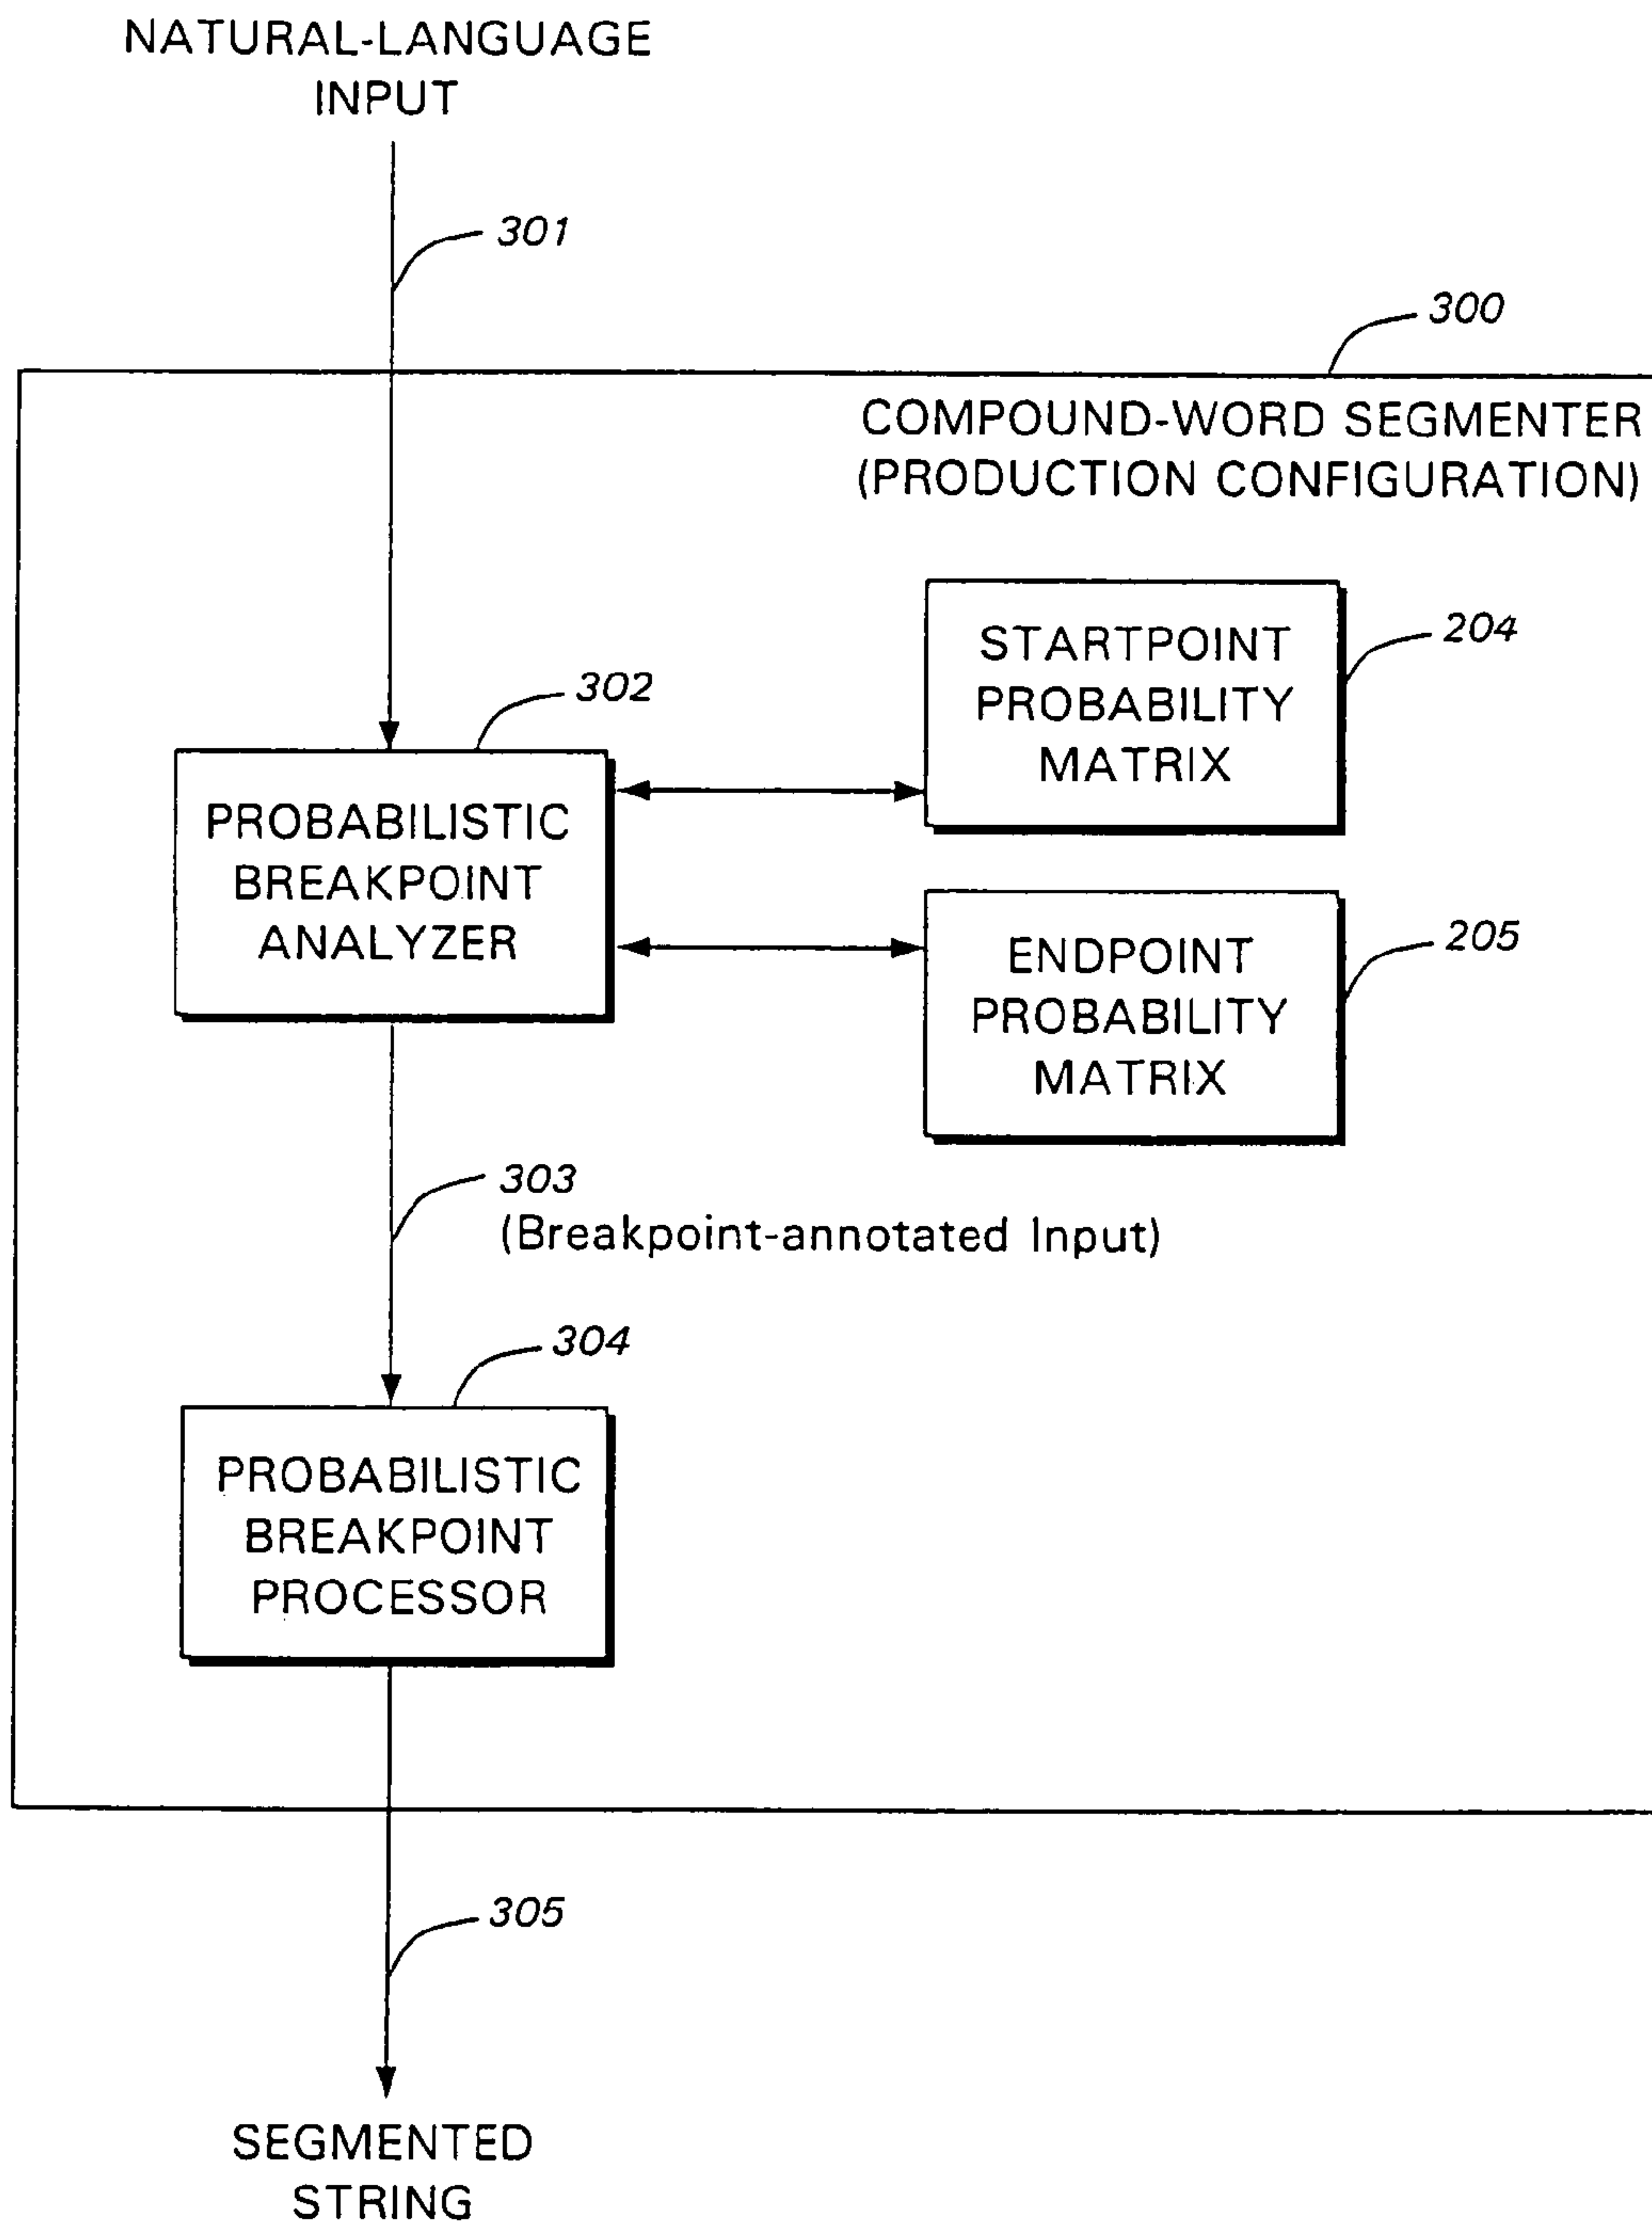 NATURAL-LANGUAGE
INPUT
301
300
COMPOUND-WORD SEGMENTER
(PRODUCTION CONFIGURATION)
STARTPOINT
PROBABILITY
MATRIX
204
302
PROBABILISTIC
BREAKPOINT
ANALYZER
ENDPOINT
PROBABILITY
MATRIX
205
303
(Breakpoint-annotated Input)
304
PROBABILISTIC
BREAKPOINT
PROCESSOR
305
SEGMENTED
STRING